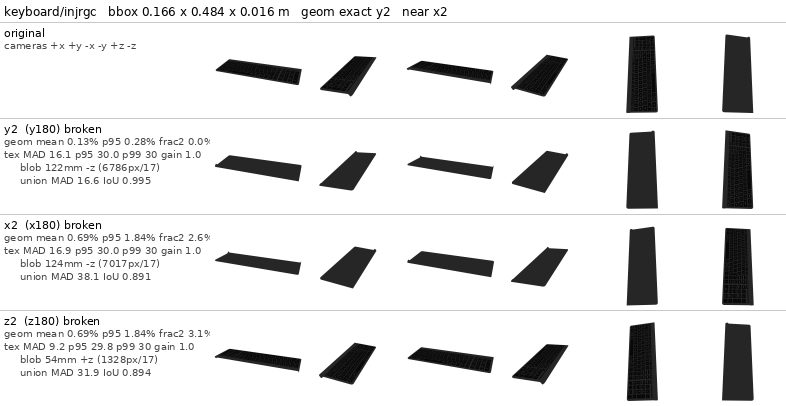 keyboard/injrgc   bbox 0.166 x 0.484 x 0.016 m   geom exact y2   near x2
original
cameras +x +y -x -y +z -z
y2  (y180) broken
geom mean 0.13% p95 0.28% frac2 0.0%
tex MAD 16.1 p95 30.0 p99 30 gain 1.0
blob 122mm -z (6786px/17)
union MAD 16.6 IoU 0.995
x2  (x180) broken
geom mean 0.69% p95 1.84% frac2 2.6%
tex MAD 16.9 p95 30.0 p99 30 gain 1.0
blob 124mm -z (7017px/17)
union MAD 38.1 IoU 0.891
z2  (z180) broken
geom mean 0.69% p95 1.84% frac2 3.1%
tex MAD 9.2 p95 29.8 p99 30 gain 1.0
blob 54mm +z (1328px/17)
union MAD 31.9 IoU 0.894